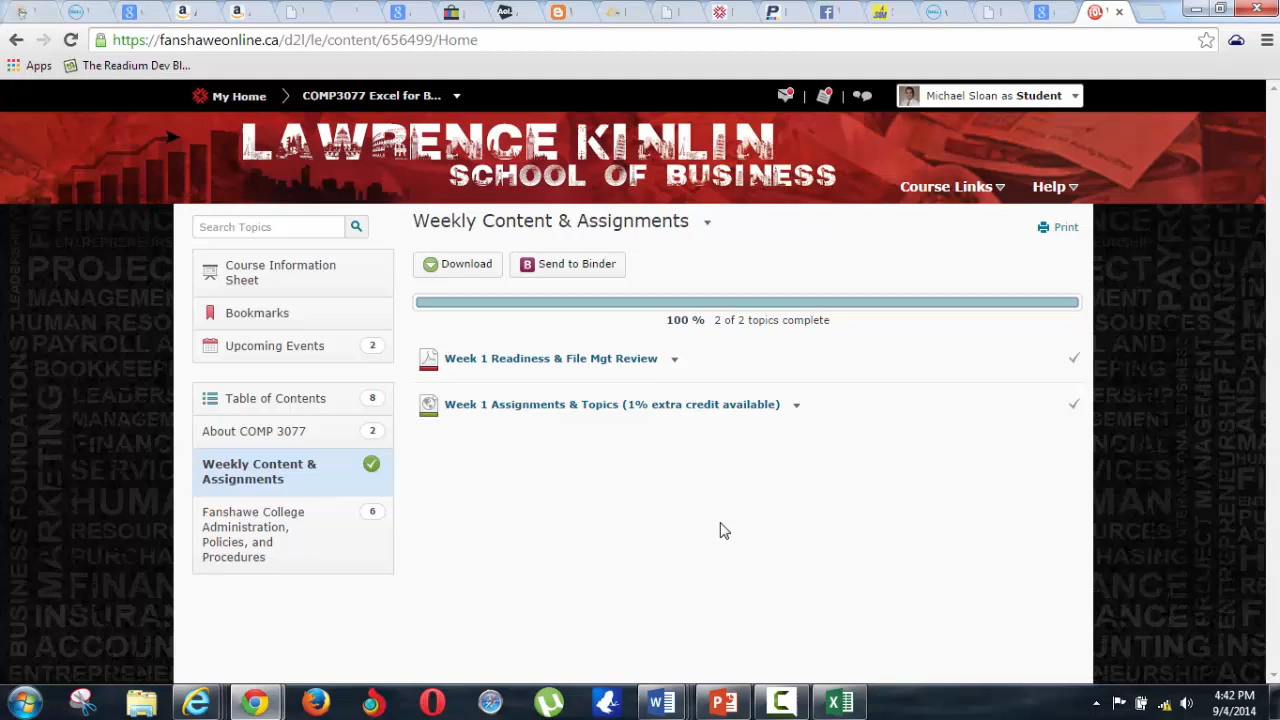 https://fanshaweonline.ca/d2l/le/content/656499/Home
Apps
The Readium Dev Bl...
My Home
COMP3077 Excel for B...
Michael Sloan as Student
LAWRENCE KINLIN
SCHOOL OF BUSINESS
Course Links
Help
Search Topics
Weekly Content & Assignments
Print
Download
Send to Binder
100 % 2 of 2 topics complete
Course Information
Sheet
Bookmarks
Upcoming Events 2
Week 1 Readiness & File Mgt Review
Week 1 Assignments & Topics (1% extra credit available)
Table of Contents 8
About COMP 3077 2
Weekly Content &
Assignments
Fanshawe College 6
Administration,
Policies, and
Procedures
4:42 PM
9/4/2014